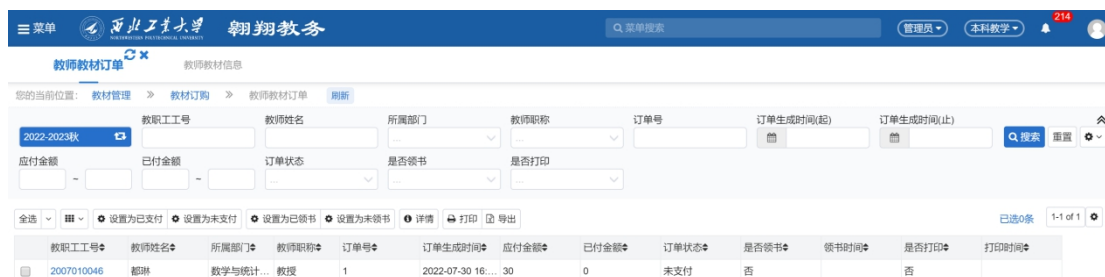 菜单 西北工业大学 NORTHWESTERN POLYTECHNICAL UNIVERSITY 翱翔教务 菜单搜索 管理员 本科教学 214
教师教材订单 教师教材信息
您的当前位置: 教材管理 » 教材订购 » 教师教材订单 刷新
教职工工号 教师姓名 所属部门 教师职称 订单号 订单生成时间(起) 订单生成时间(止)
2022-2023秋 ... ... 搜索 重置
应付金额 已付金额 订单状态 是否领书 是否打印
~ ~ ... ... ...
全选 设置为已支付 设置为未支付 设置为已领书 设置为未领书 详情 打印 导出 已选0条 1-1 of 1
教职工工号 教师姓名 所属部门 教师职称 订单号 订单生成时间 应付金额 已付金额 订单状态 是否领书 领书时间 是否打印 打印时间
2007010046 都琳 数学与统计... 教授 1 2022-07-30 16:... 30 0 未支付 否 否